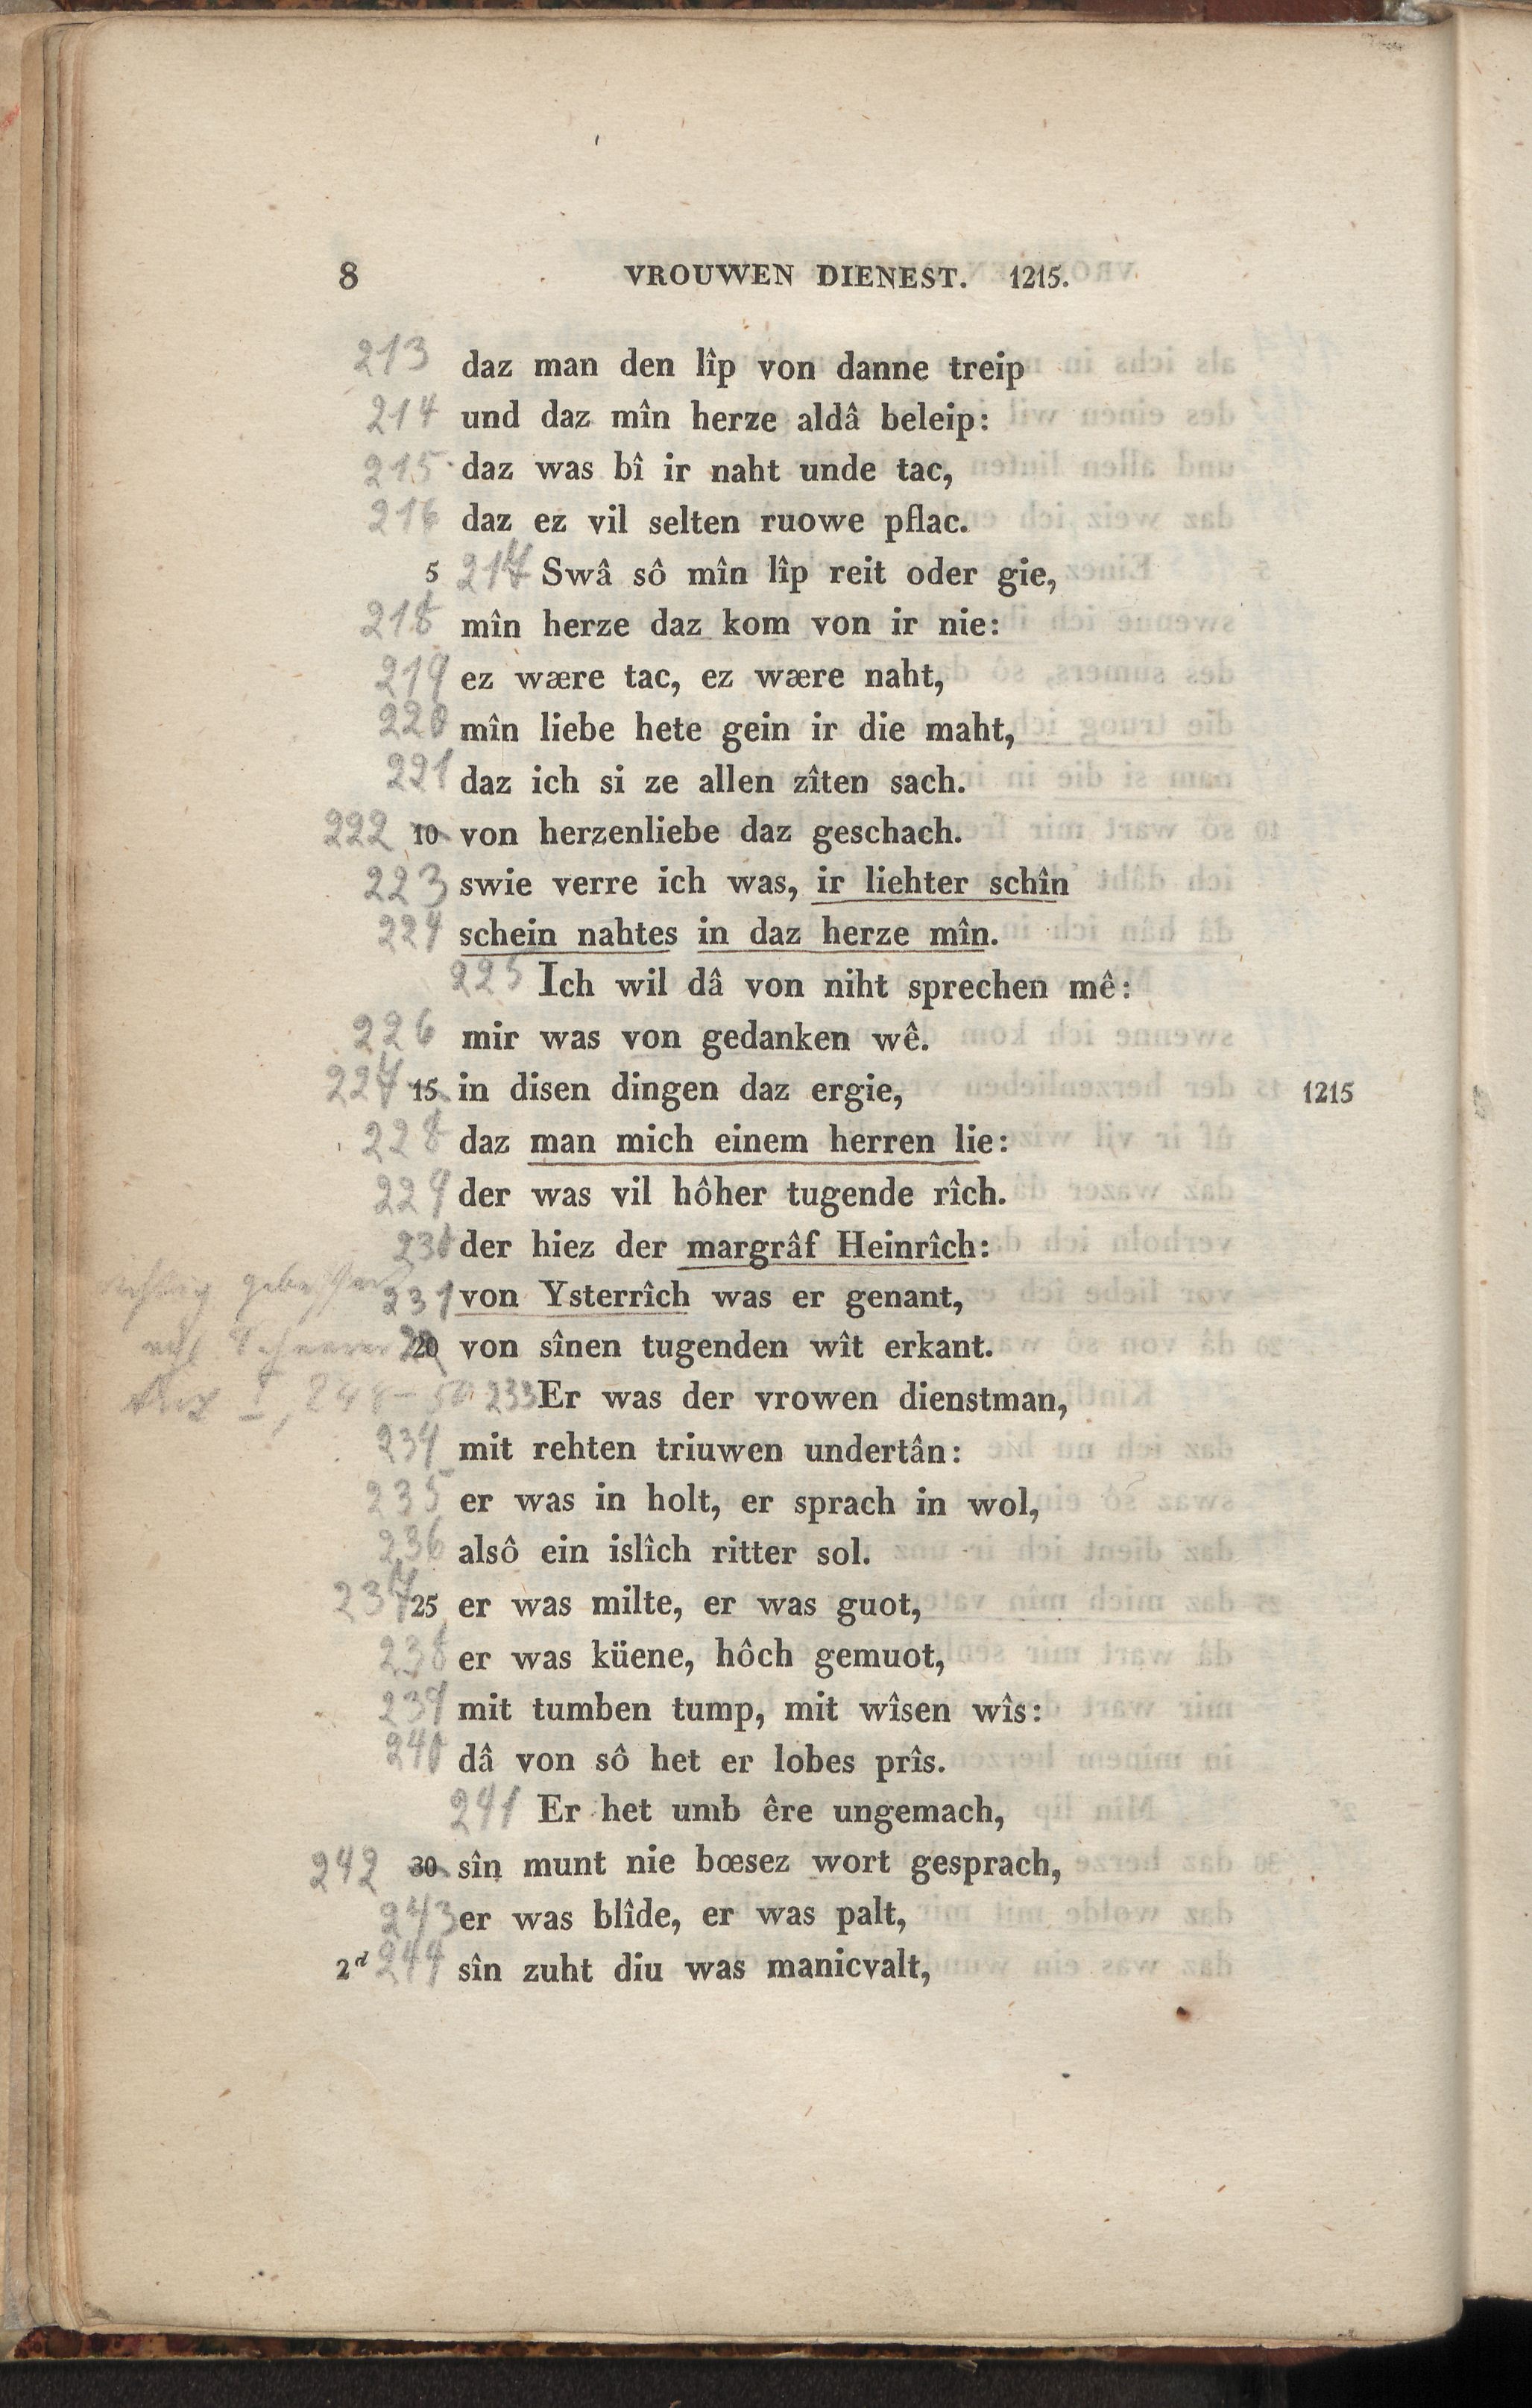 8 VROUWEN DIENEST. 1215.
213 daz man den lîp von danne treip
214 und daz mîn herze aldâ beleip:
215 daz was bî ir naht unde tac,
216 daz ez vil selten ruowe pflac.
5 217 Swâ sô mîn lîp reit oder gie,
218 mîn herze daz kom von ir nie:
219 ez wære tac, ez wære naht,
220 mîn liebe hete gein ir die maht,
221 daz ich si ze allen zîten sach.
222 10 von herzenliebe daz geschach.
223 swie verre ich was, ir liehter schîn
224 schein nahtes in daz herze mîn.
225 Ich wil dâ von niht sprechen mê:
226 mir was von gedanken wê.
227 15 in disen dingen daz ergie, 1215
228 daz man mich einem herren lie:
229 der was vil hôher tugende rîch.
230 der hiez der margrâf Heinrîch:
231 von Ysterrîch was er genant,
20 von sînen tugenden wît erkant.
I, 248-50 233 Er was der vrowen dienstman,
234 mit rehten triuwen undertân:
235 er was in holt, er sprach in wol,
236 alsô ein islîch ritter sol.
237 25 er was milte, er was guot,
238 er was küene, hôch gemuot,
239 mit tumben tump, mit wîsen wîs:
240 dâ von sô het er lobes prîs.
241 Er het umb êre ungemach,
242 30 sîn munt nie bœsez wort gesprach,
243 er was blîde, er was palt,
2d 244 sîn zuht diu was manicvalt,